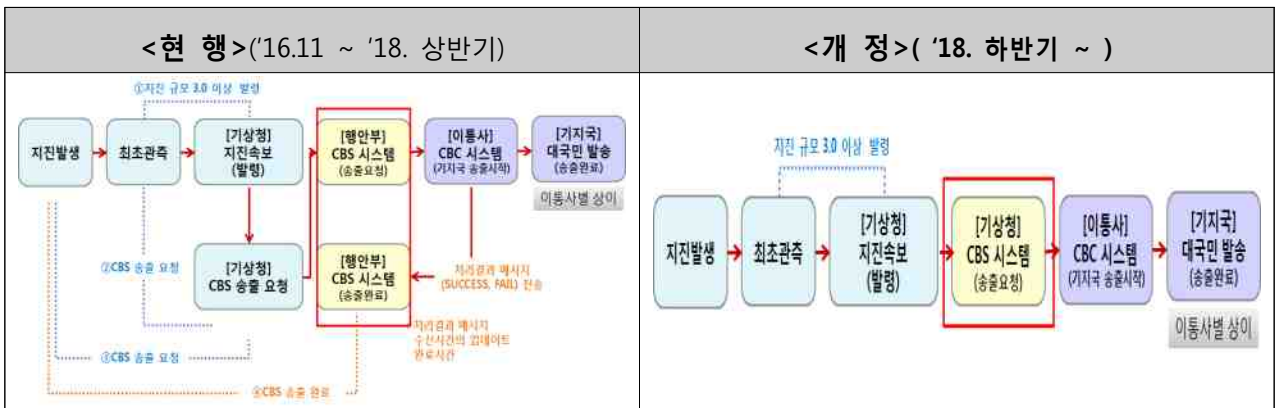 <현 행>('16.11 ~ '18. 상반기)
①지진 규모 3.0 이상 발령
지진발생
최초관측
[기상청]
지진속보
(발령)
[행안부]
CBS 시스템
(송출요청)
[이통사]
CBC 시스템
(기지국 송출시작)
[기지국]
대국민 발송
(송출완료)
이통사별 상이
②CBS 송출 요청
[기상청]
CBS 송출 요청
[행안부]
CBS 시스템
(송출완료)
처리결과 메시지
(SUCCESS, FAIL) 전송
처리결과 메시지
수신시간의 업데이트
완료시간
③CBS 송출 요청
④CBS 송출 완료
<개 정>( '18. 하반기 ~ )
지진 규모 3.0 이상 발령
지진발생
최초관측
[기상청]
지진속보
(발령)
[기상청]
CBS 시스템
(송출요청)
[이통사]
CBC 시스템
(기지국 송출시작)
[기지국]
대국민 발송
(송출완료)
이통사별 상이